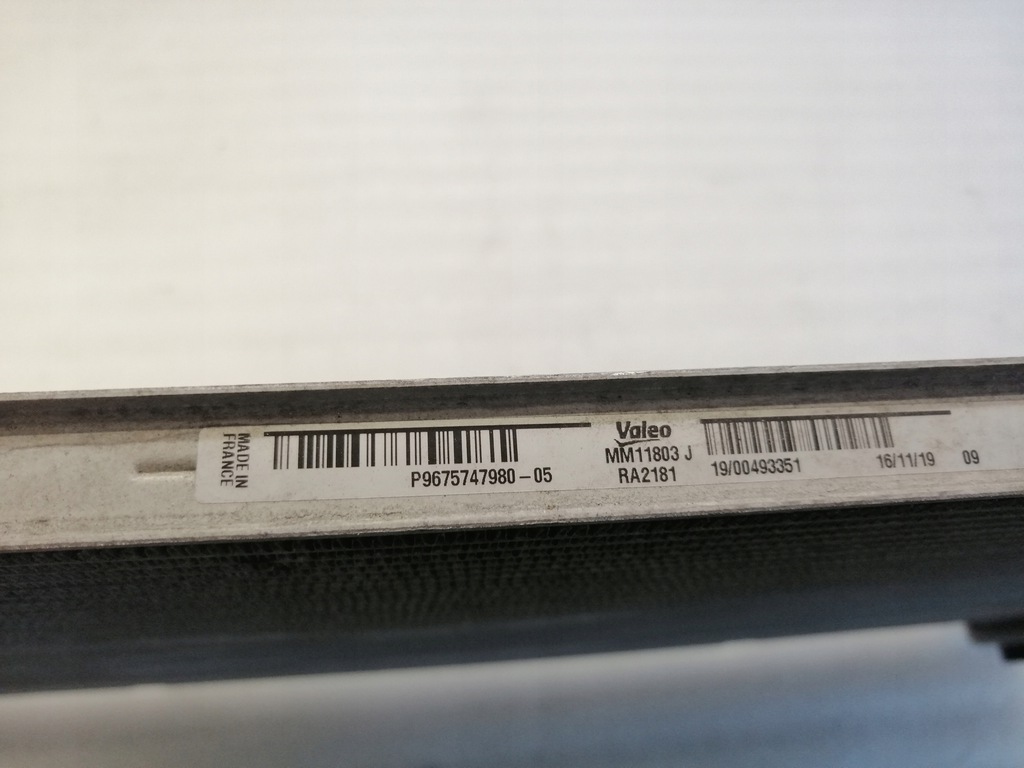 MADE IN
FRANCE
P9675747980-05
Valeo
MM11803 J
RA2181
19/00493351
16/11/19
09